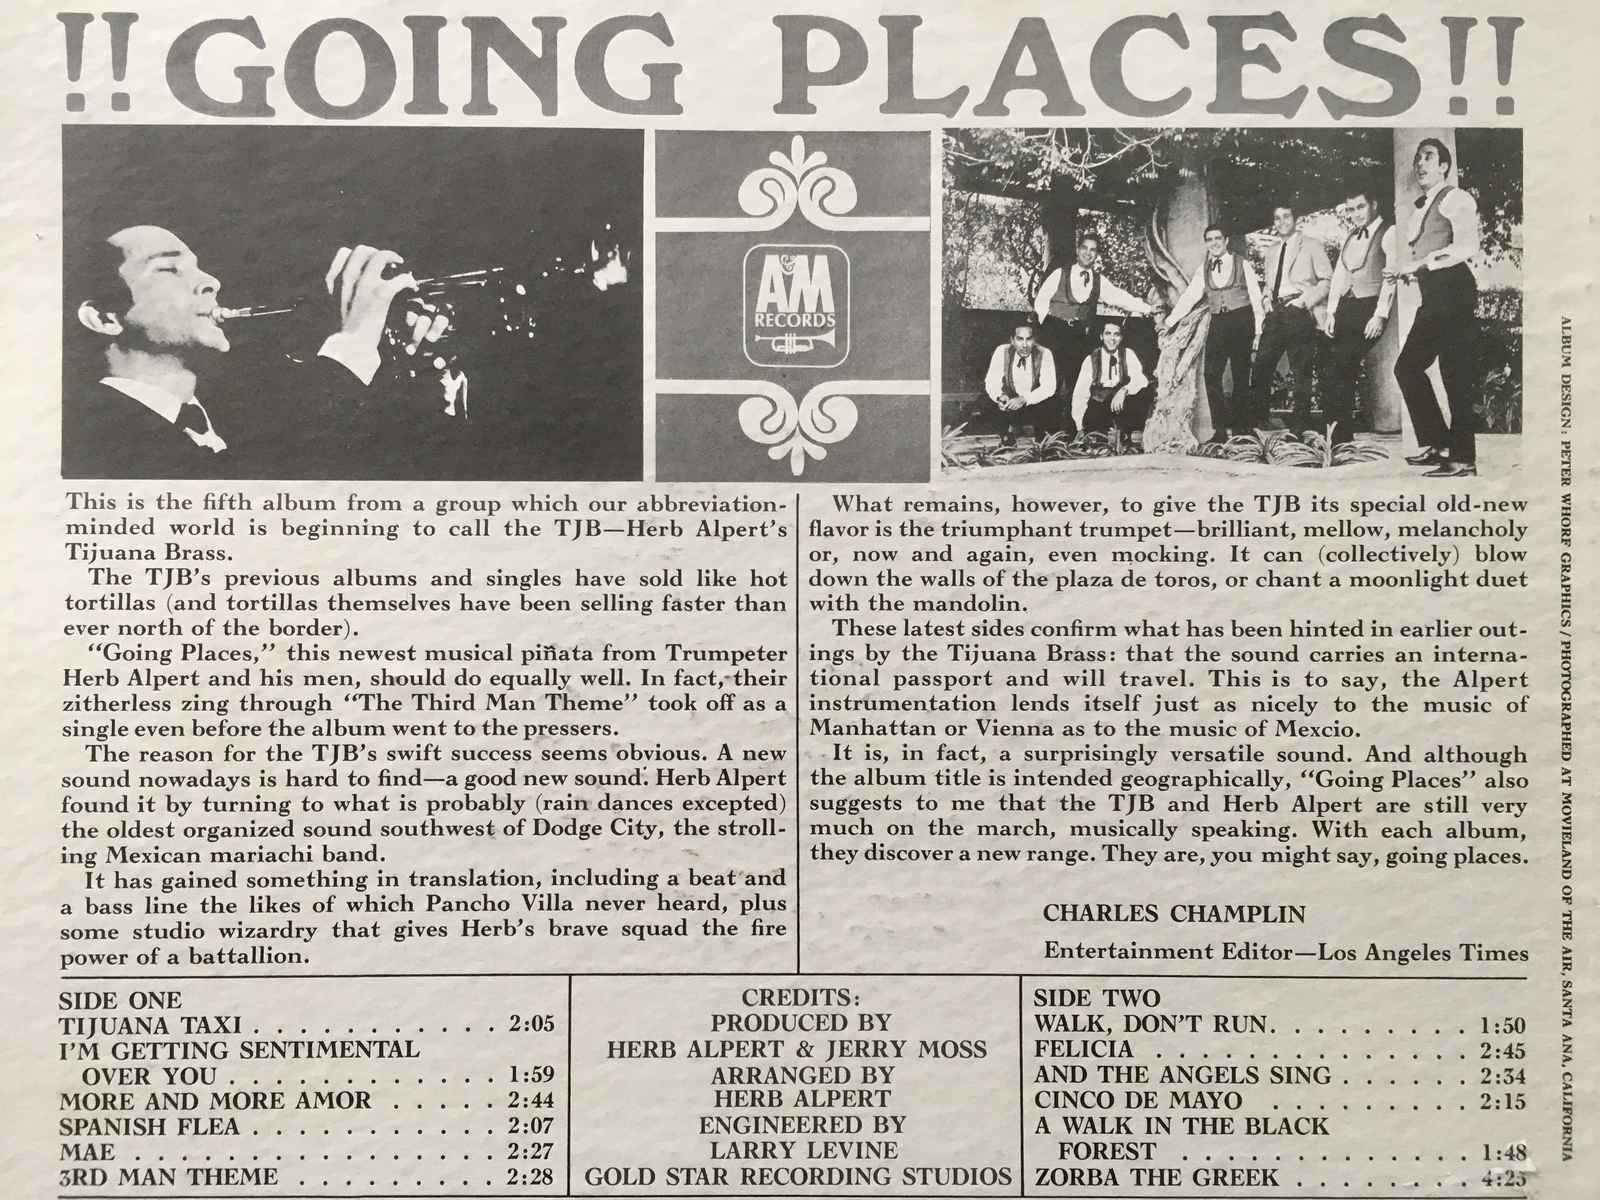 !! GOING PLACES !!
A&M
RECORDS
This is the fifth album from a group which our abbreviation-
minded world is beginning to call the TJB—Herb Alpert's
Tijuana Brass.
The TJB's previous albums and singles have sold like hot
tortillas (and tortillas themselves have been selling faster than
ever north of the border).
“Going Places,” this newest musical piñata from Trumpeter
Herb Alpert and his men, should do equally well. In fact, their
zitherless zing through “The Third Man Theme” took off as a
single even before the album went to the pressers.
The reason for the TJB's swift success seems obvious. A new
sound nowadays is hard to find—a good new sound. Herb Alpert
found it by turning to what is probably (rain dances excepted)
the oldest organized sound southwest of Dodge City, the stroll-
ing Mexican mariachi band.
It has gained something in translation, including a beat and
a bass line the likes of which Pancho Villa never heard, plus
some studio wizardry that gives Herb's brave squad the fire
power of a battallion.
What remains, however, to give the TJB its special old-new
flavor is the triumphant trumpet—brilliant, mellow, melancholy
or, now and again, even mocking. It can (collectively) blow
down the walls of the plaza de toros, or chant a moonlight duet
with the mandolin.
These latest sides confirm what has been hinted in earlier out-
ings by the Tijuana Brass: that the sound carries an interna-
tional passport and will travel. This is to say, the Alpert
instrumentation lends itself just as nicely to the music of
Manhattan or Vienna as to the music of Mexcio.
It is, in fact, a surprisingly versatile sound. And although
the album title is intended geographically, “Going Places” also
suggests to me that the TJB and Herb Alpert are still very
much on the march, musically speaking. With each album,
they discover a new range. They are, you might say, going places.
CHARLES CHAMPLIN
Entertainment Editor—Los Angeles Times
SIDE ONE
TIJUANA TAXI . . . . . . . . . . . 2:05
I'M GETTING SENTIMENTAL
OVER YOU . . . . . . . . . . . . 1:59
MORE AND MORE AMOR . . . . . 2:44
SPANISH FLEA . . . . . . . . . . . 2:07
MAE . . . . . . . . . . . . . . . . 2:27
3RD MAN THEME . . . . . . . . . 2:28
CREDITS:
PRODUCED BY
HERB ALPERT & JERRY MOSS
ARRANGED BY
HERB ALPERT
ENGINEERED BY
LARRY LEVINE
GOLD STAR RECORDING STUDIOS
SIDE TWO
WALK, DON'T RUN. . . . . . . . . 1:50
FELICIA . . . . . . . . . . . . . . 2:45
AND THE ANGELS SING . . . . . . 2:34
CINCO DE MAYO . . . . . . . . . 2:15
A WALK IN THE BLACK
FOREST . . . . . . . . . . . . . 1:48
ZORBA THE GREEK . . . . . . . . 4:25
ALBUM DESIGN: PETER WHORF GRAPHICS / PHOTOGRAPHED AT MOVIELAND OF THE AIR, SANTA ANA, CALIFORNIA